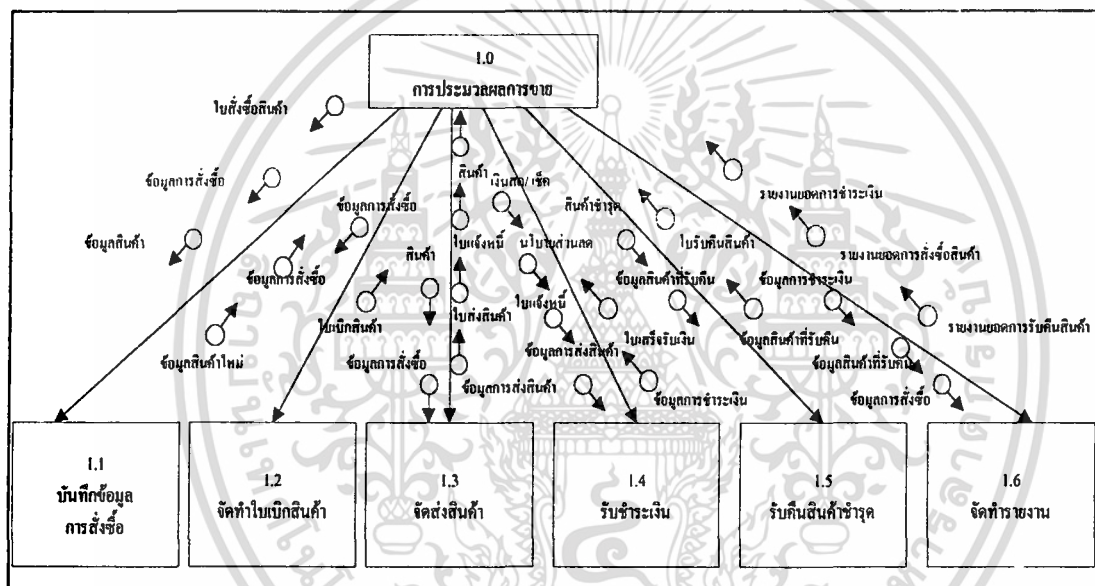 1.0
การประมวลผลการขาย
ใบสั่งซื้อสินค้า
ข้อมูลการสั่งซื้อ
ข้อมูลสินค้า
ข้อมูลการสั่งซื้อ
ข้อมูลสินค้าใหม่
ข้อมูลการสั่งซื้อ
ใบเบิกสินค้า
สินค้า
ข้อมูลการสั่งซื้อ
สินค้า
ใบแจ้งหนี้
ใบส่งสินค้า
ข้อมูลการส่งสินค้า
เงินสด/เช็ค
นโบายส่วนลด
ใบแจ้งหนี้
ข้อมูลการส่งสินค้า
ใบเสร็จรับเงิน
ข้อมูลการชำระเงิน
สินค้าชำรุด
ข้อมูลสินค้าที่รับคืน
ใบรับคืนสินค้า
ข้อมูลสินค้าที่รับคืน
รายงานยอดการชำระเงิน
รายงานยอดการสั่งซื้อสินค้า
รายงานยอดการรับคืนสินค้า
ข้อมูลการชำระเงิน
ข้อมูลสินค้าที่รับคืน
ข้อมูลการสั่งซื้อ
1.1
บันทึกข้อมูล
การสั่งซื้อ
1.2
จัดทำใบเบิกสินค้า
1.3
จัดส่งสินค้า
1.4
รับชำระเงิน
1.5
รับคืนสินค้าชำรุด
1.6
จัดทำรายงาน